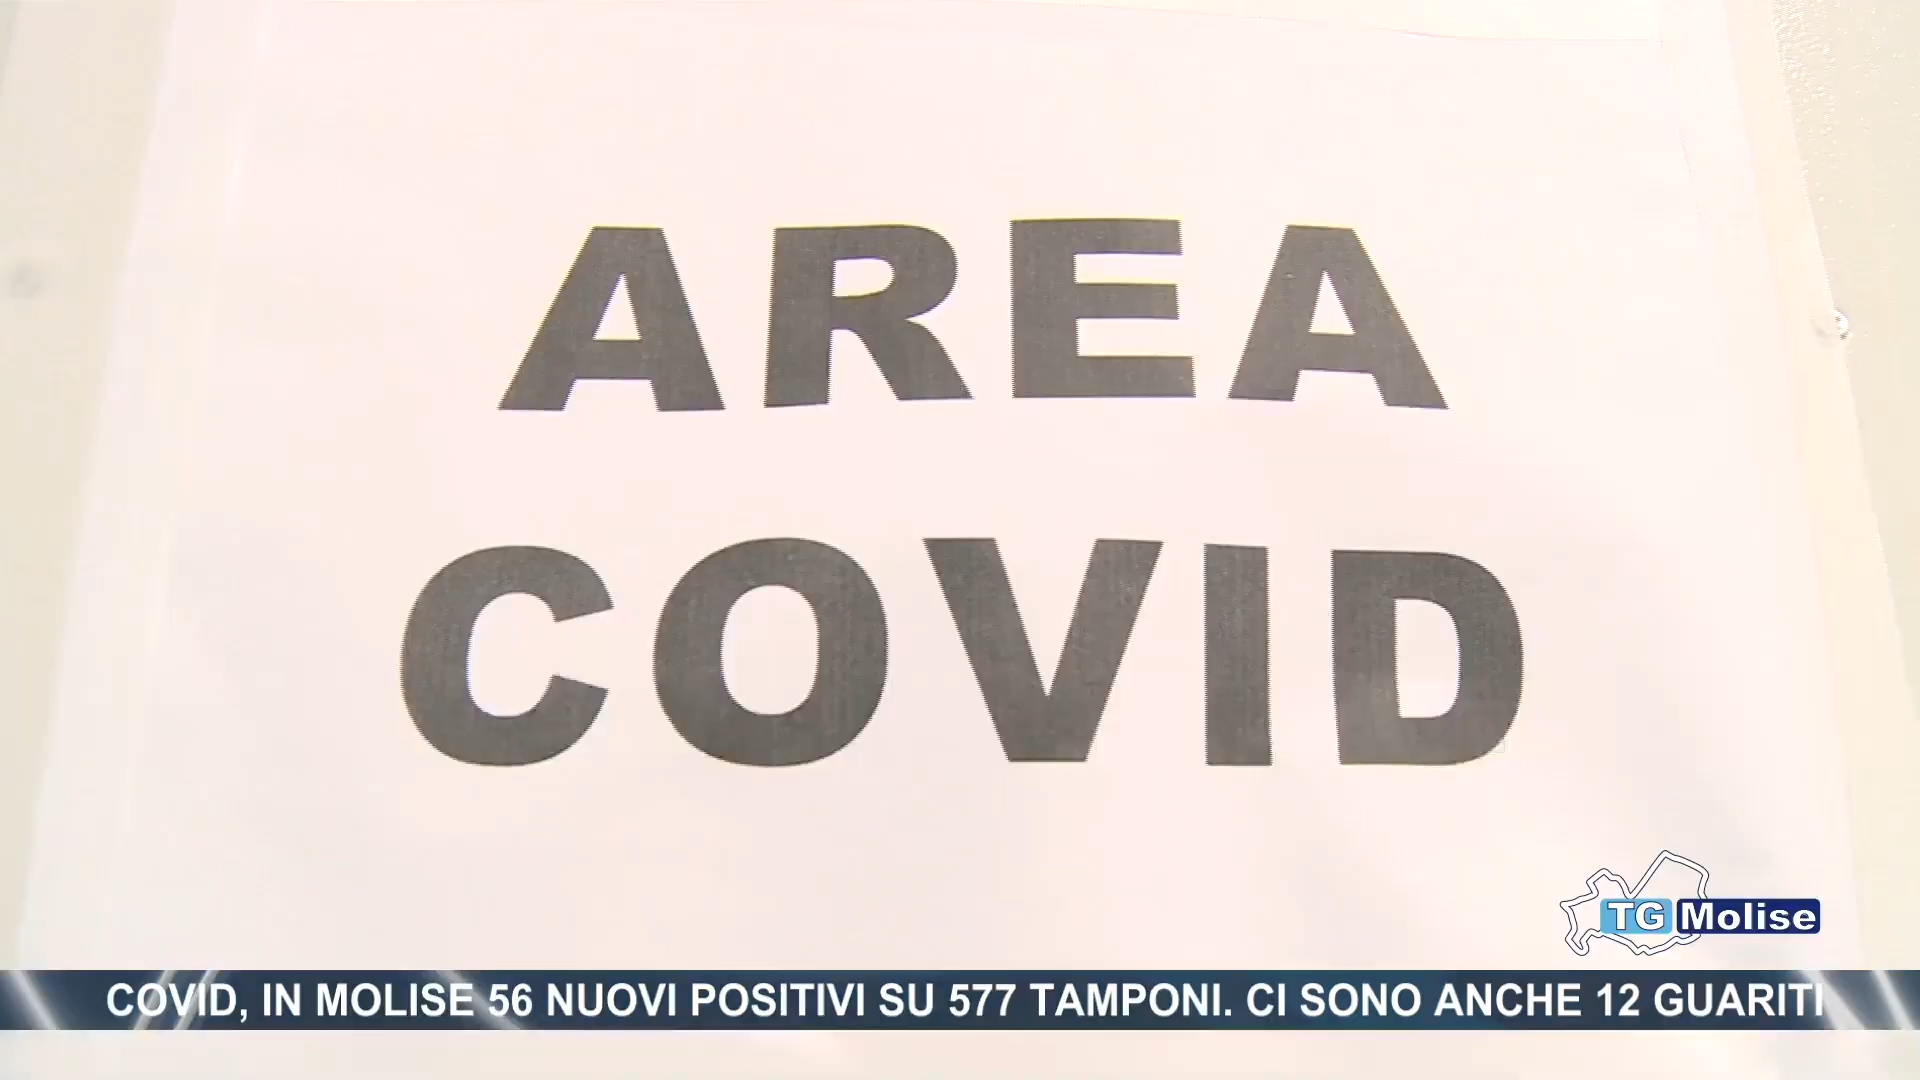 AREA
COVID
TG Molise
COVID, IN MOLISE 56 NUOVI POSITIVI SU 577 TAMPONI. CI SONO ANCHE 12 GUARITI